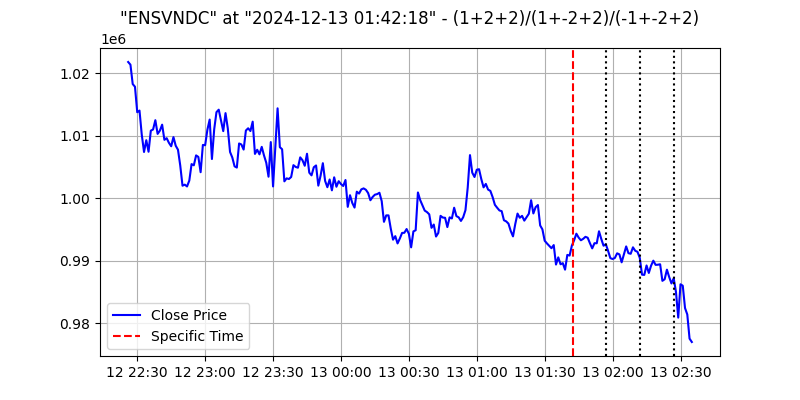 "ENSVNDC" at "2024-12-13 01:42:18" - (1+2+2)/(1+-2+2)/(-1+-2+2)
1e6
1.02
1.01
1.00
0.99
0.98
Close Price
Specific Time
12 22:30 12 23:00 12 23:30 13 00:00 13 00:30 13 01:00 13 01:30 13 02:00 13 02:30